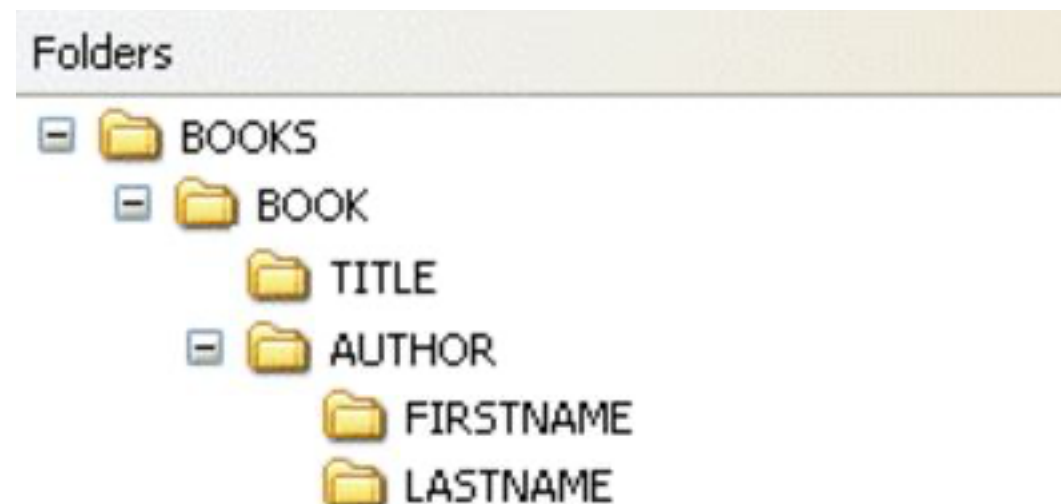 Folders
BOOKS
BOOK
TITLE
AUTHOR
FIRSTNAME
LASTNAME